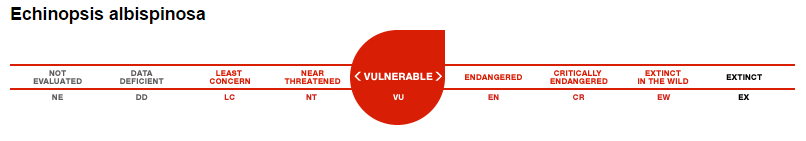 Echinopsis albispinosa
NOT EVALUATED
NE
DATA DEFICIENT
DD
LEAST CONCERN
LC
NEAR THREATENED
NT
< VULNERABLE >
VU
ENDANGERED
EN
CRITICALLY ENDANGERED
CR
EXTINCT IN THE WILD
EW
EXTINCT
EX